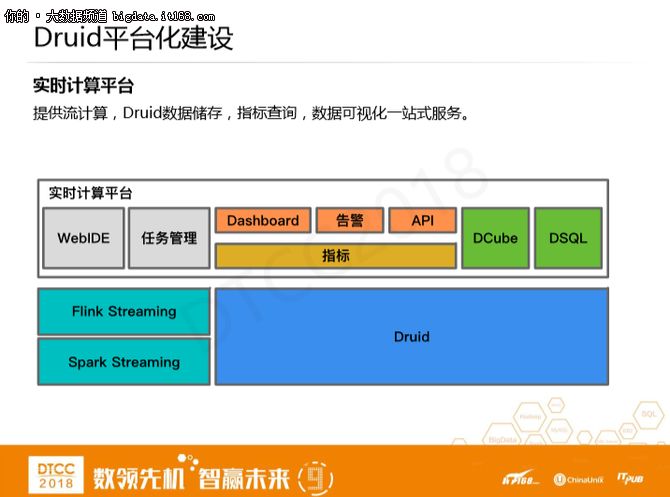 你的·大数据频道 bigdata.it168.com
Druid平台化建设
实时计算平台
提供流计算，Druid数据储存，指标查询，数据可视化一站式服务。
实时计算平台
WebIDE
任务管理
Dashboard
告警
API
指标
DCube
DSQL
Flink Streaming
Spark Streaming
Druid
DTCC2018
SQL
BigData
MySQL
DTCC
2018
数领先机 智赢未来
ChinaUnix
ITPUB